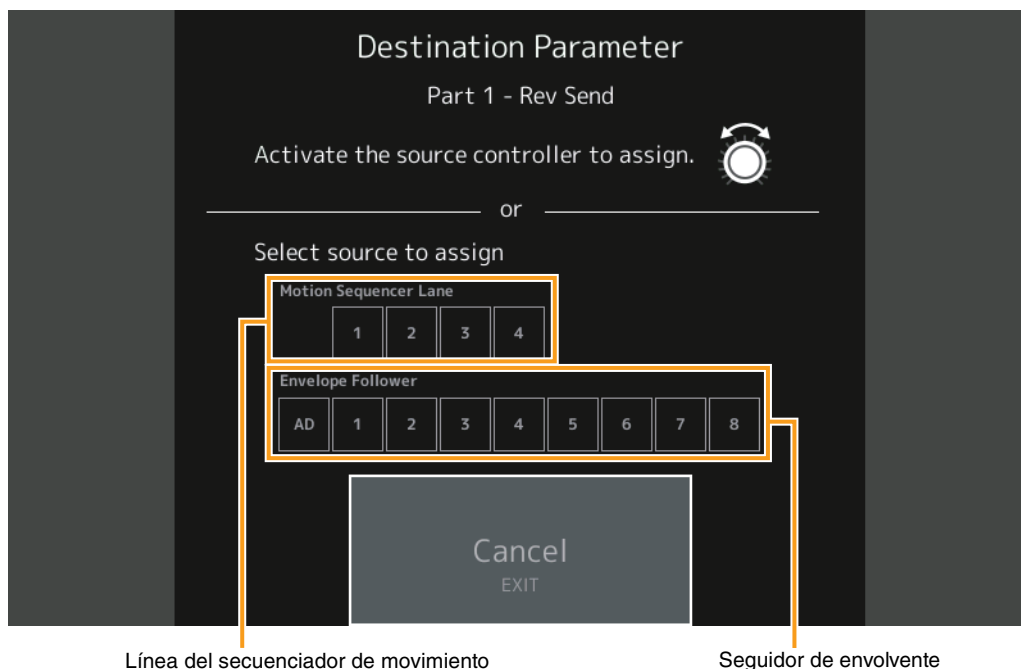 Destination Parameter
Part 1 - Rev Send
Activate the source controller to assign.
or
Select source to assign
Motion Sequencer Lane
1 2 3 4
Envelope Follower
AD 1 2 3 4 5 6 7 8
Cancel
EXIT
Línea del secuenciador de movimiento
Seguidor de envolvente